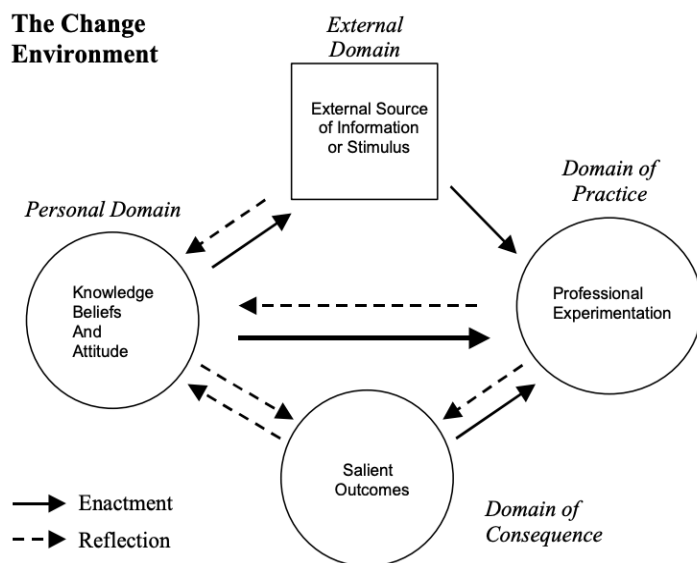 The Change
Environment
External
Domain
External Source
of Information
or Stimulus
Domain of
Practice
Personal Domain
Knowledge
Beliefs
And
Attitude
Professional
Experimentation
Salient
Outcomes
Enactment
Reflection
Domain of
Consequence